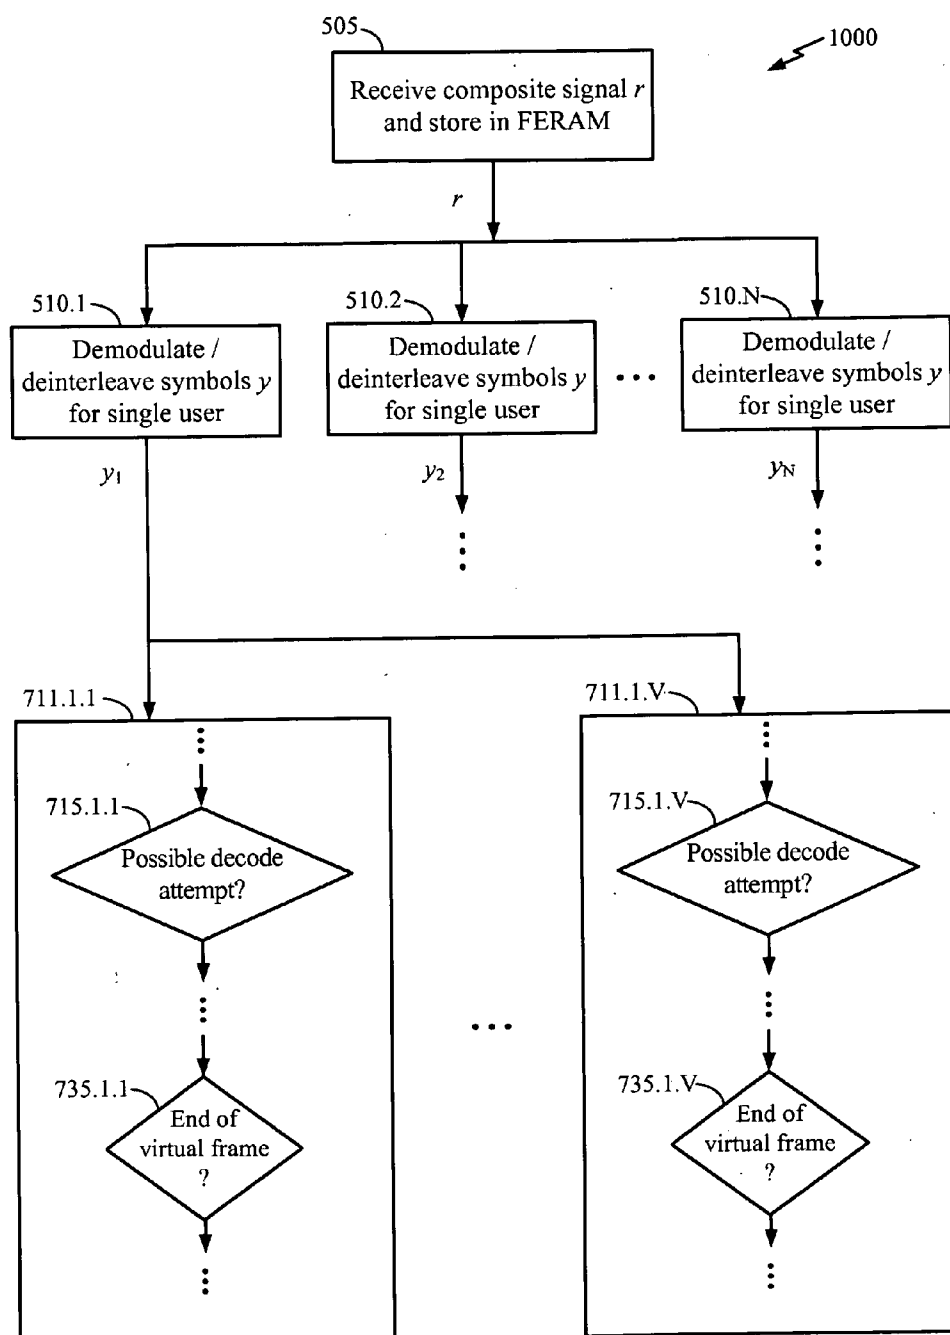 505
1000
Receive composite signal r
and store in FERAM
r
510.1
510.2
510.N
Demodulate /
deinterleave symbols y
for single user
Demodulate /
deinterleave symbols y
for single user
Demodulate /
deinterleave symbols y
for single user
y1
y2
yN
711.1.1
711.1.V
715.1.1
715.1.V
Possible decode
attempt?
Possible decode
attempt?
735.1.1
735.1.V
End of
virtual frame
?
End of
virtual frame
?